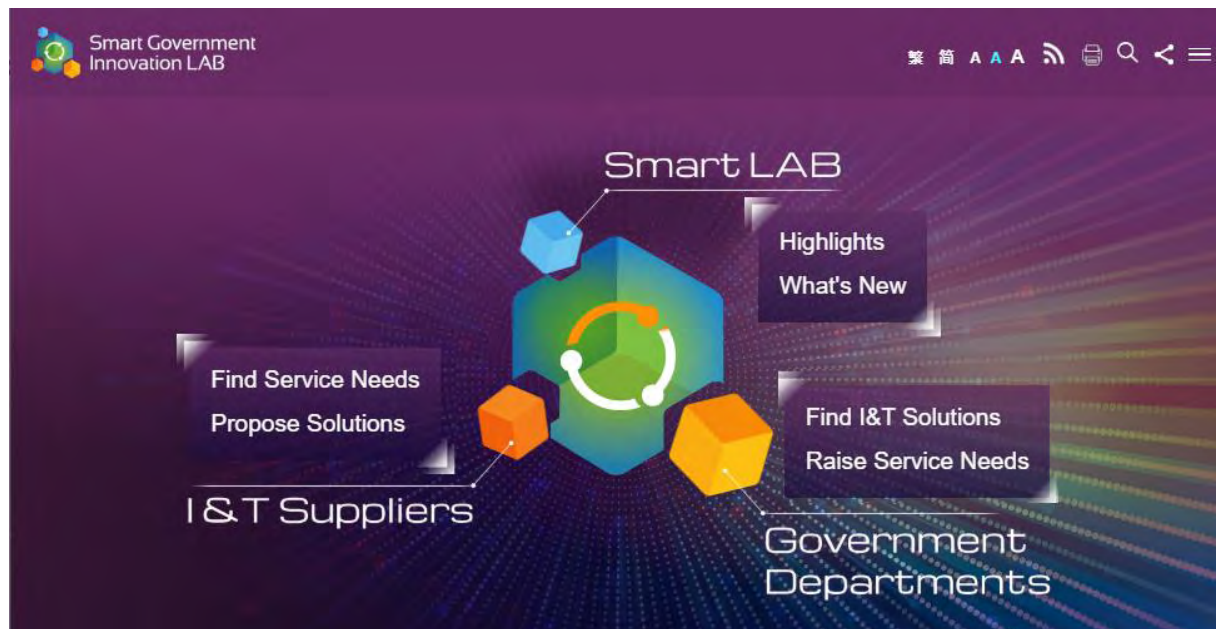 Smart Government
Innovation LAB
繁 简 A A A
Smart LAB
Highlights
What's New
Find Service Needs
Propose Solutions
I & T Suppliers
Find I&T Solutions
Raise Service Needs
Government
Departments